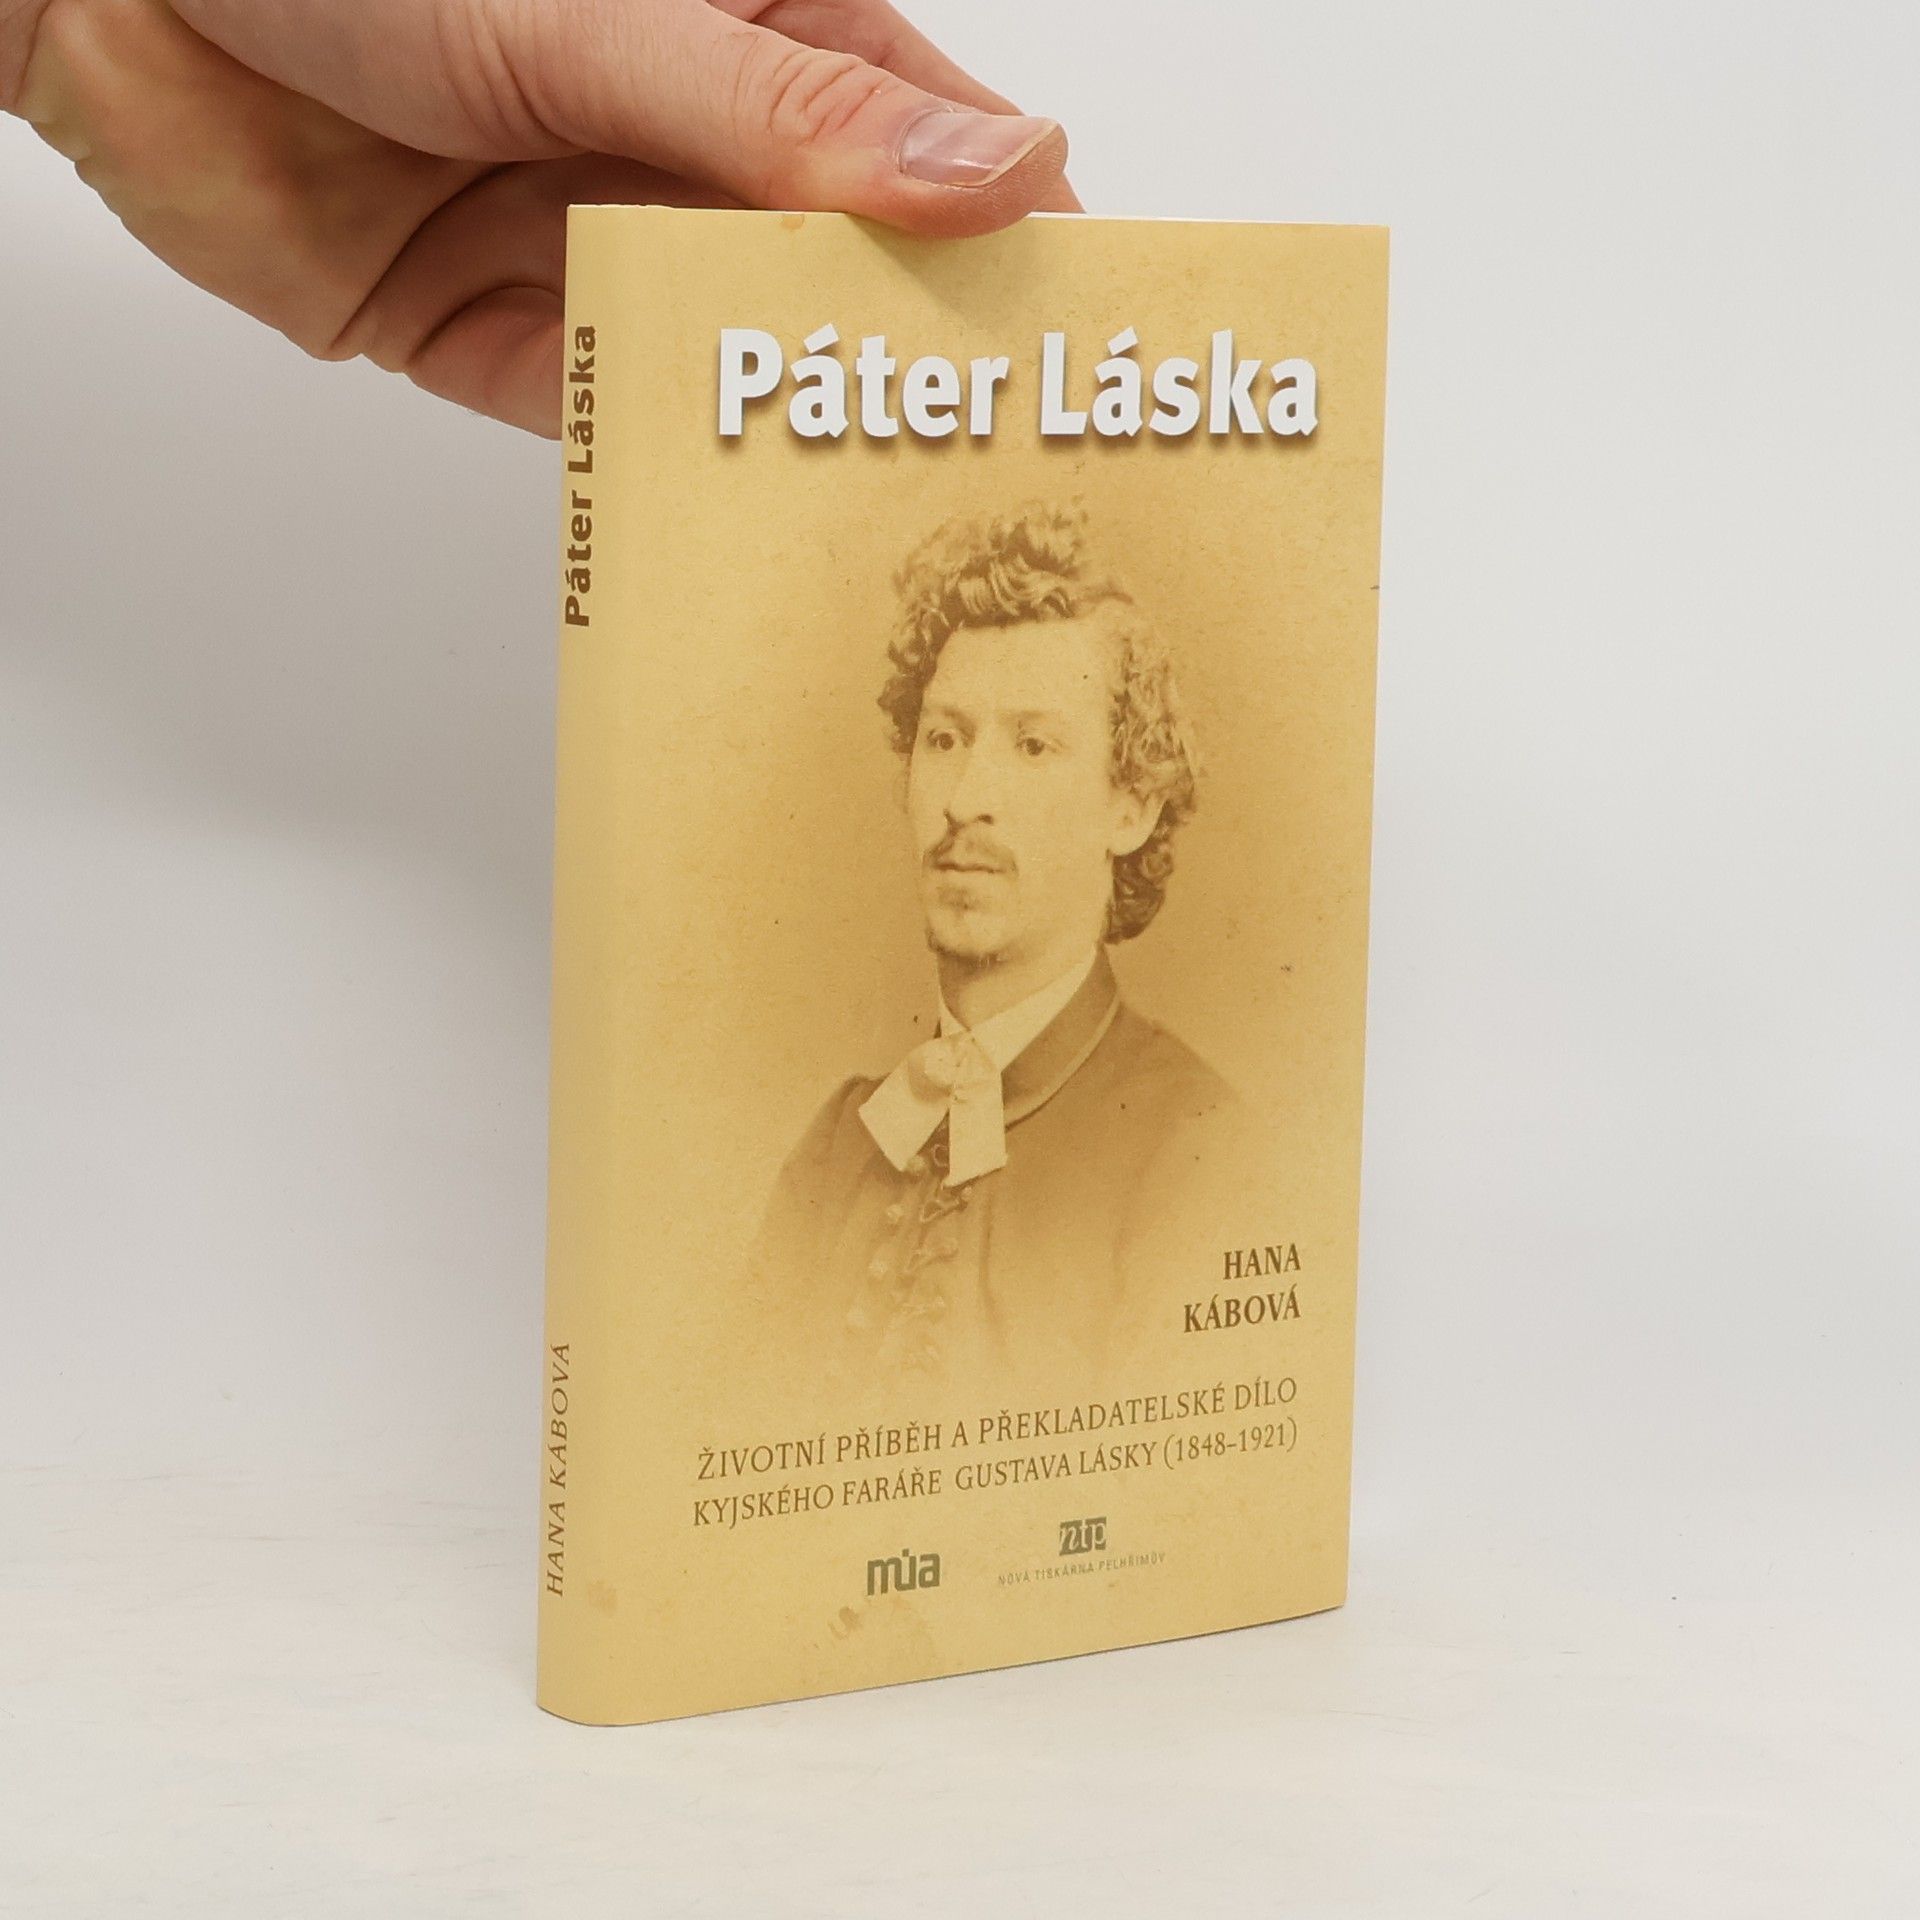 Páter Láska
HANA KÁBOVÁ
Páter Láska
HANA
KÁBOVÁ
ŽIVOTNÍ PŘÍBĚH A PŘEKLADATELSKÉ DÍLO
KYJSKÉHO FARÁŘE GUSTAVA LÁSKY (1848–1921)
mua
ntp
NOVÁ TISKÁRNA PELHŘIMOV